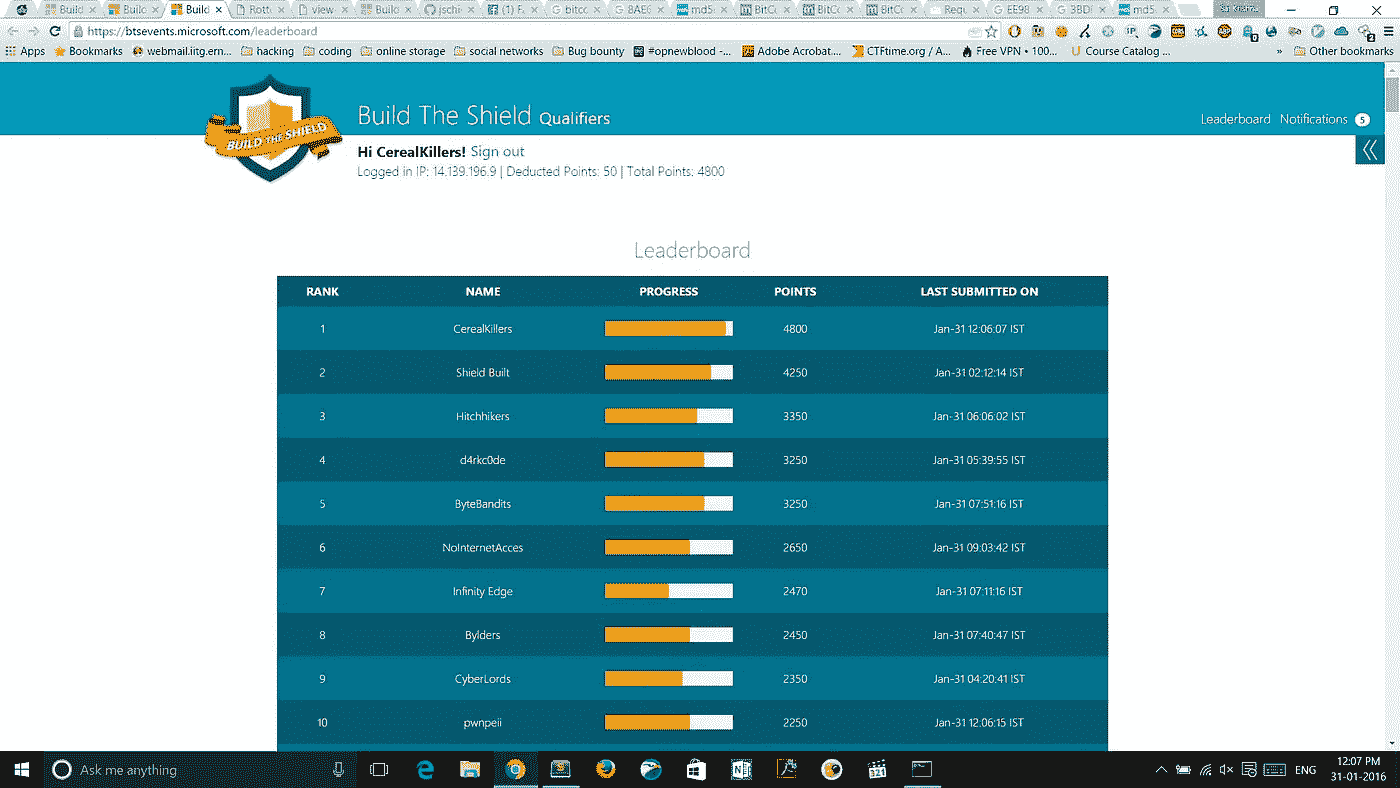 Build Build Build Rott view Build jschi (1) F bitco 8AE6 md5 BitCo BitCo BitCo Requ EE98 3BDI md5 Sai Krishna
https://btsevents.microsoft.com/leaderboard
Apps Bookmarks webmail.iitg.ern... hacking coding online storage social networks Bug bounty #opnewblood -... Adobe Acrobat... CTFtime.org / A... Free VPN • 100... Course Catalog ... » Other bookmarks
BUILD THE SHIELD
Build The Shield Qualifiers
Leaderboard Notifications 5
Hi CerealKillers! Sign out
Logged in IP: 14.139.196.9 | Deducted Points: 50 | Total Points: 4800
Leaderboard
RANK NAME PROGRESS POINTS LAST SUBMITTED ON
1 CerealKillers 4800 Jan-31 12:06:07 IST
2 Shield Built 4250 Jan-31 02:12:14 IST
3 Hitchhikers 3350 Jan-31 06:06:02 IST
4 d4rkc0de 3250 Jan-31 05:39:55 IST
5 ByteBandits 3250 Jan-31 07:51:16 IST
6 NoInternetAcces 2650 Jan-31 09:03:42 IST
7 Infinity Edge 2470 Jan-31 07:11:16 IST
8 Bylders 2450 Jan-31 07:40:47 IST
9 CyberLords 2350 Jan-31 04:20:41 IST
10 pwnpeii 2250 Jan-31 12:06:15 IST
Ask me anything
ENG
12:07 PM
31-01-2016